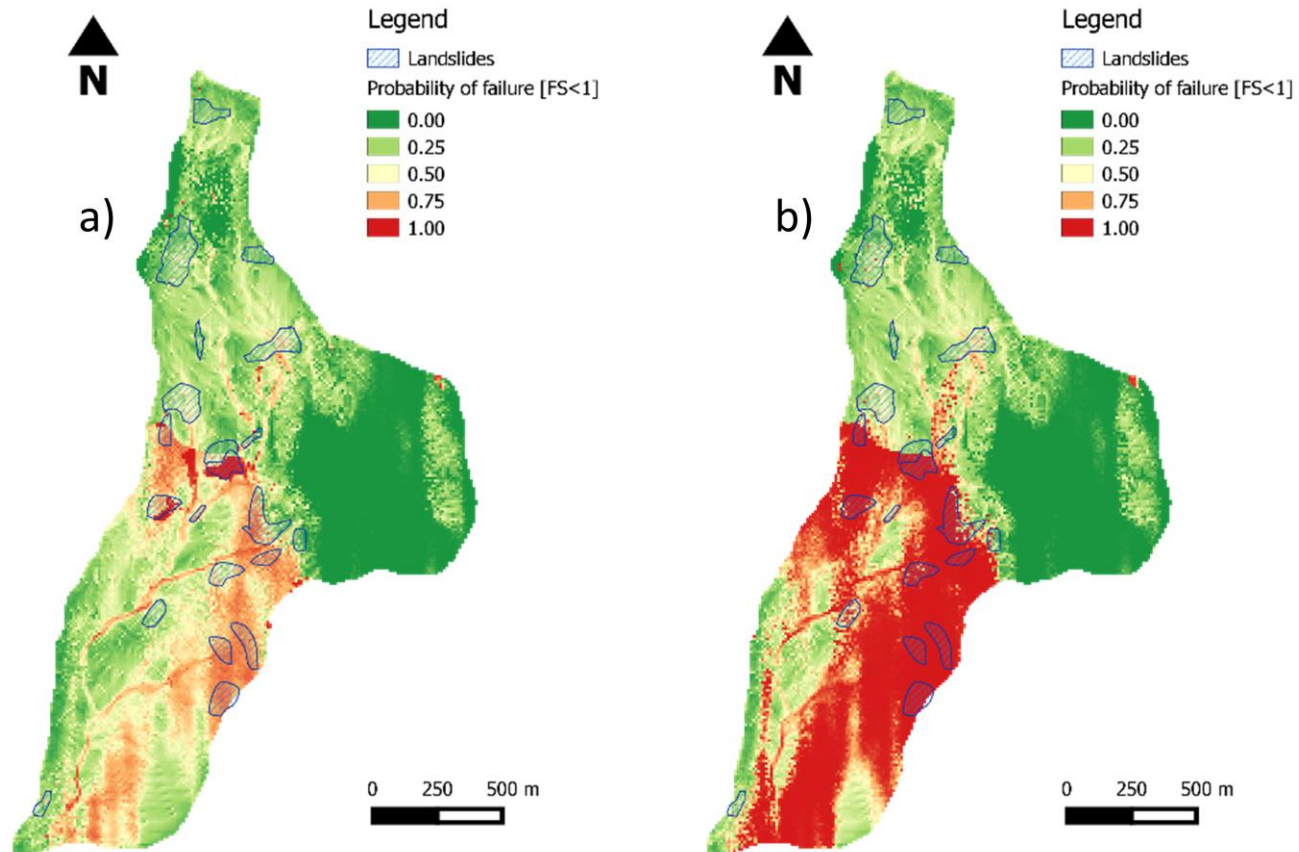 N
Legend
Landslides
Probability of failure [FS<1]
0.00
0.25
0.50
0.75
1.00
a)
0 250 500 m
N
Legend
Landslides
Probability of failure [FS<1]
0.00
0.25
0.50
0.75
1.00
b)
0 250 500 m